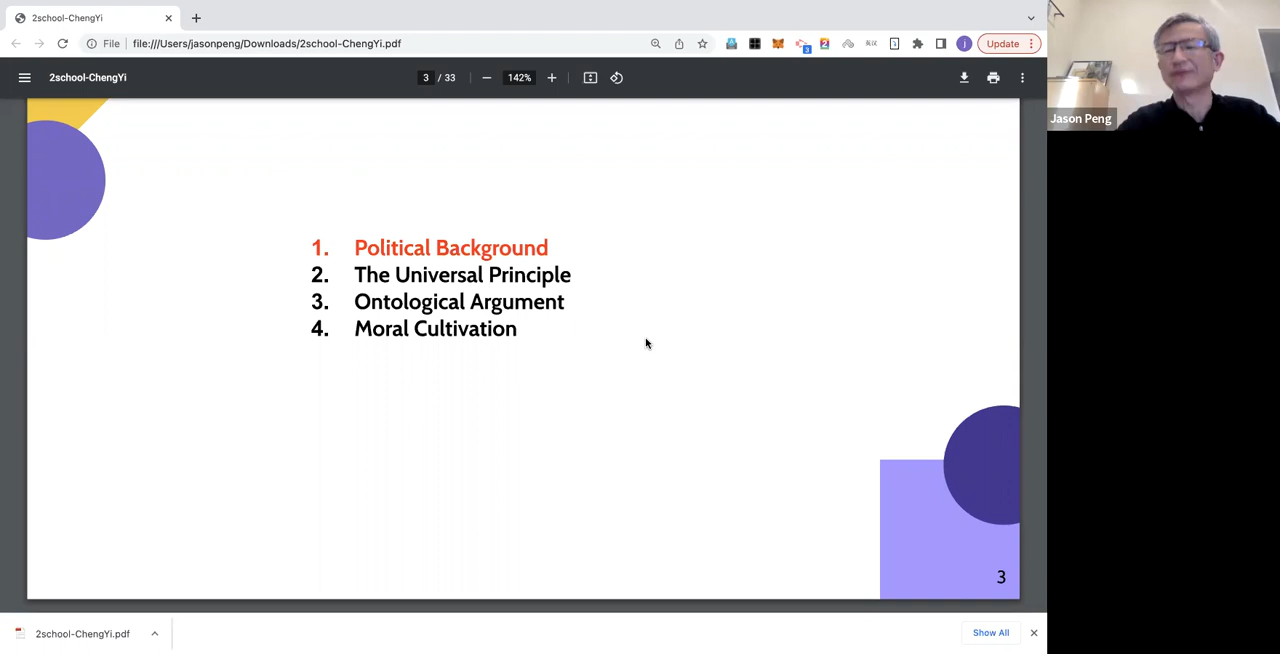 2school-ChengYi
File
file:///Users/jasonpeng/Downloads/2school-ChengYi.pdf
Update
2school-ChengYi
3 / 33
142%
1. Political Background
2. The Universal Principle
3. Ontological Argument
4. Moral Cultivation
3
Jason Peng
2school-ChengYi.pdf
Show All